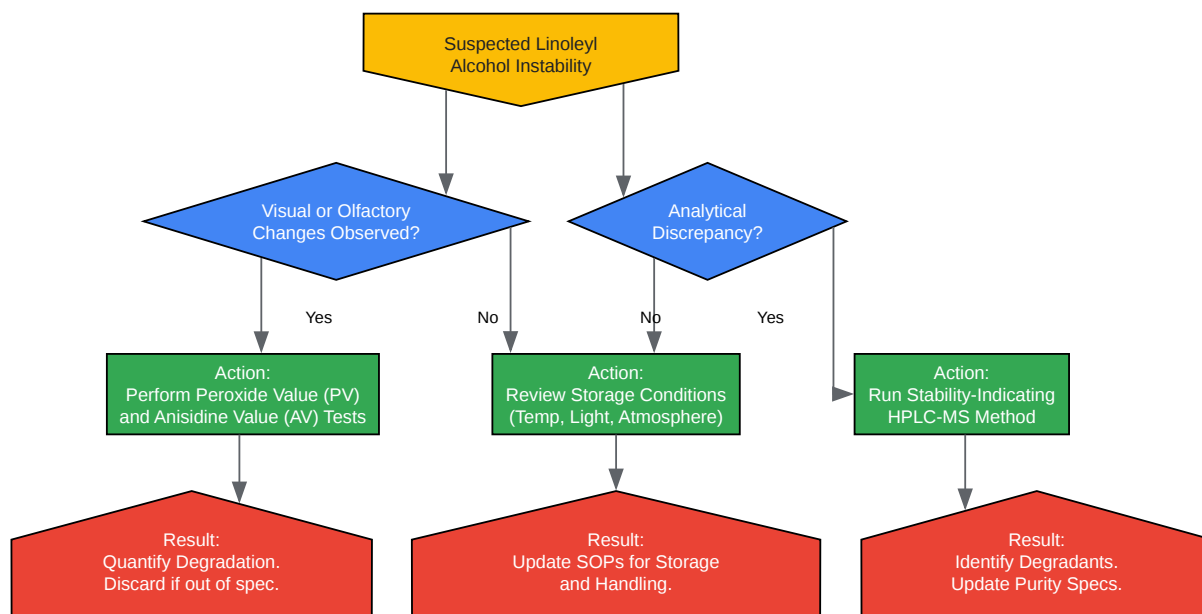 Suspected Linoleyl
Alcohol Instability
Visual or Olfactory
Changes Observed?
Analytical
Discrepancy?
Yes
No
No
Yes
Action:
Perform Peroxide Value (PV)
and Anisidine Value (AV) Tests
Action:
Review Storage Conditions
(Temp, Light, Atmosphere)
Action:
Run Stability-Indicating
HPLC-MS Method
Result:
Quantify Degradation.
Discard if out of spec.
Result:
Update SOPs for Storage
and Handling.
Result:
Identify Degradants.
Update Purity Specs.